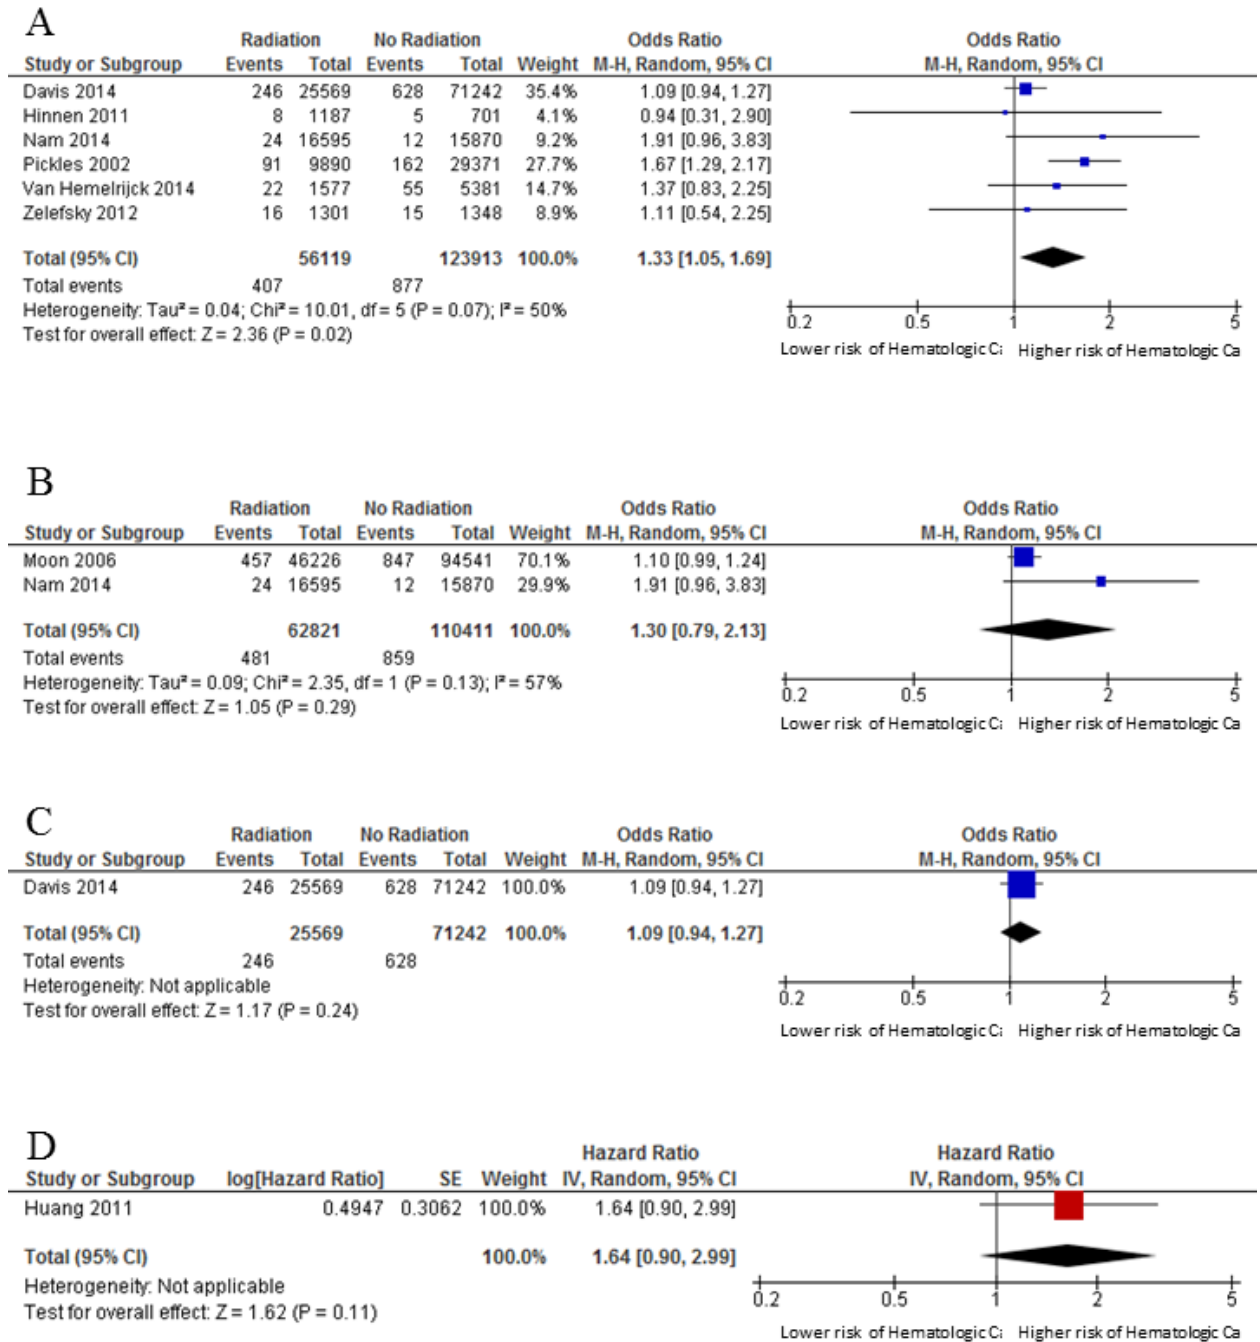 A
Radiation No Radiation Odds Ratio Odds Ratio
Study or Subgroup Events Total Events Total Weight M-H, Random, 95% CI M-H, Random, 95% CI
Davis 2014 246 25569 628 71242 35.4% 1.09 [0.94, 1.27]
Hinnen 2011 8 1187 5 701 4.1% 0.94 [0.31, 2.90]
Nam 2014 24 16595 12 15870 9.2% 1.91 [0.96, 3.83]
Pickles 2002 91 9890 162 29371 27.7% 1.67 [1.29, 2.17]
Van Hemelrijck 2014 22 1577 55 5381 14.7% 1.37 [0.83, 2.25]
Zelefsky 2012 16 1301 15 1348 8.9% 1.11 [0.54, 2.25]
Total (95% CI) 56119 123913 100.0% 1.33 [1.05, 1.69]
Total events 407 877
Heterogeneity: Tau² = 0.04; Chi² = 10.01, df = 5 (P = 0.07); I² = 50%
Test for overall effect: Z = 2.36 (P = 0.02)
0.2 0.5 1 2 5
Lower risk of Hematologic Ca Higher risk of Hematologic Ca
B
Radiation No Radiation Odds Ratio Odds Ratio
Study or Subgroup Events Total Events Total Weight M-H, Random, 95% CI M-H, Random, 95% CI
Moon 2006 457 46226 847 94541 70.1% 1.10 [0.99, 1.24]
Nam 2014 24 16595 12 15870 29.9% 1.91 [0.96, 3.83]
Total (95% CI) 62821 110411 100.0% 1.30 [0.79, 2.13]
Total events 481 859
Heterogeneity: Tau² = 0.09; Chi² = 2.35, df = 1 (P = 0.13); I² = 57%
Test for overall effect: Z = 1.05 (P = 0.29)
0.2 0.5 1 2 5
Lower risk of Hematologic Ca Higher risk of Hematologic Ca
C
Radiation No Radiation Odds Ratio Odds Ratio
Study or Subgroup Events Total Events Total Weight M-H, Random, 95% CI M-H, Random, 95% CI
Davis 2014 246 25569 628 71242 100.0% 1.09 [0.94, 1.27]
Total (95% CI) 25569 71242 100.0% 1.09 [0.94, 1.27]
Total events 246 628
Heterogeneity: Not applicable
Test for overall effect: Z = 1.17 (P = 0.24)
0.2 0.5 1 2 5
Lower risk of Hematologic Ca Higher risk of Hematologic Ca
D
Hazard Ratio Hazard Ratio
Study or Subgroup log[Hazard Ratio] SE Weight IV, Random, 95% CI IV, Random, 95% CI
Huang 2011 0.4947 0.3062 100.0% 1.64 [0.90, 2.99]
Total (95% CI) 100.0% 1.64 [0.90, 2.99]
Heterogeneity: Not applicable
Test for overall effect: Z = 1.62 (P = 0.11)
0.2 0.5 1 2 5
Lower risk of Hematologic Ca Higher risk of Hematologic Ca